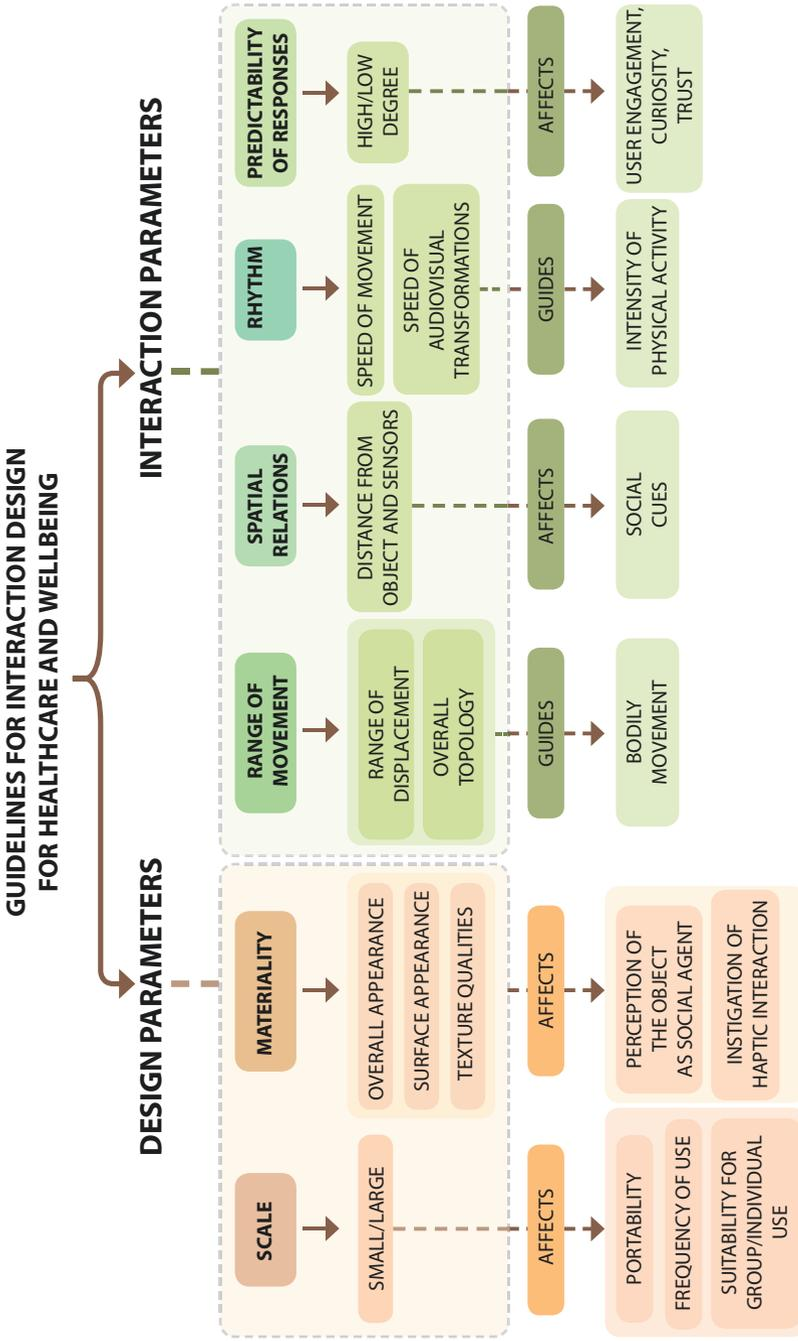 GUIDELINES FOR INTERACTION DESIGN
FOR HEALTHCARE AND WELLBEING
DESIGN PARAMETERS
INTERACTION PARAMETERS
SCALE
MATERIALITY
RANGE OF
MOVEMENT
SPATIAL
RELATIONS
RHYTHM
PREDICTABILITY
OF RESPONSES
SMALL/LARGE
OVERALL APPEARANCE
SURFACE APPEARANCE
TEXTURE QUALITIES
RANGE OF
DISPLACEMENT
OVERALL
TOPOLOGY
DISTANCE FROM
OBJECT AND SENSORS
SPEED OF MOVEMENT
SPEED OF
AUDIOVISUAL
TRANSFORMATIONS
HIGH/LOW
DEGREE
AFFECTS
AFFECTS
GUIDES
AFFECTS
GUIDES
AFFECTS
PORTABILITY
FREQUENCY OF USE
SUITABILITY FOR
GROUP/INDIVIDUAL
USE
PERCEPTION OF
THE OBJECT
AS SOCIAL AGENT
INSTIGATION OF
HAPTIC INTERACTION
BODILY
MOVEMENT
SOCIAL
CUES
INTENSITY OF
PHYSICAL ACTIVITY
USER ENGAGEMENT,
CURIOSITY,
TRUST